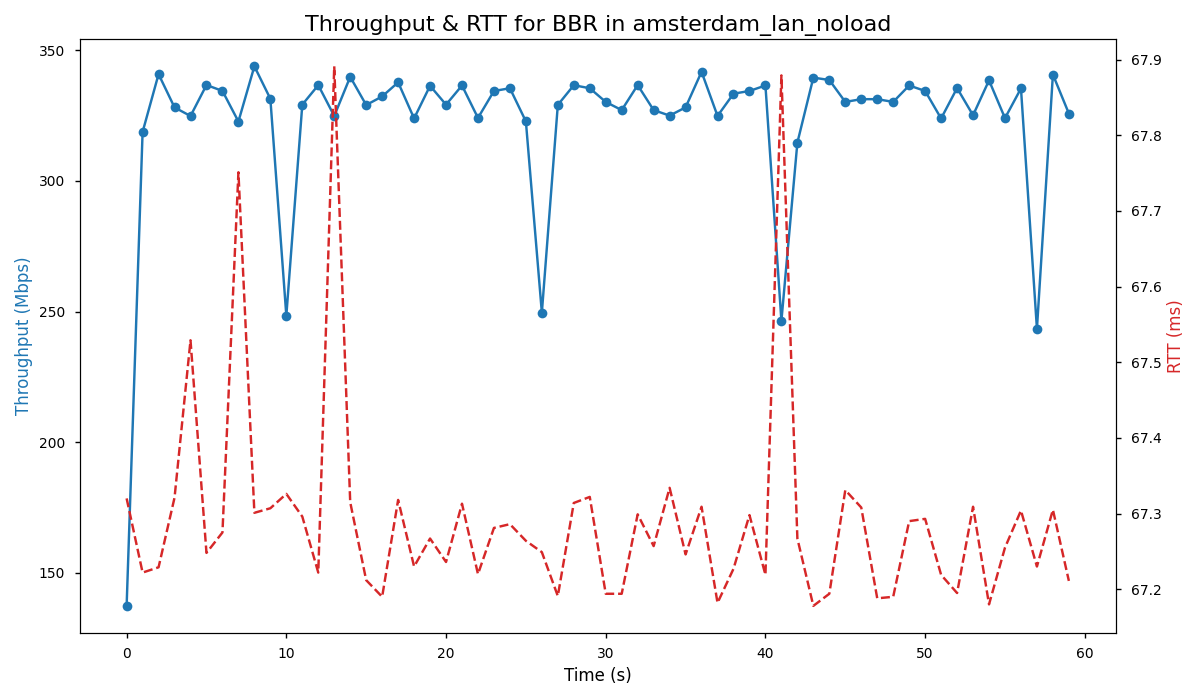 Throughput & RTT for BBR in amsterdam_lan_noload
350
300
250
200
150
Throughput (Mbps)
67.9
67.8
67.7
67.6
67.5
67.4
67.3
67.2
RTT (ms)
0 10 20 30 40 50 60
Time (s)